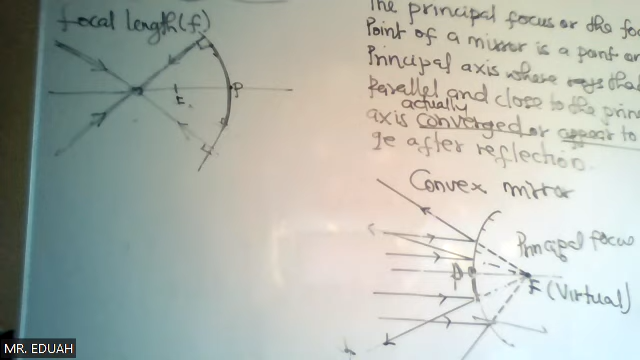 Focal length(f)
F
P
The principal focus or the foc
Point of a mirror is a point on
Principal axis where rays that
Parallel and close to the prin
actually
axis converged or appear to
ge after reflection.
Convex mirror
Principal focus
P
F (Virtual)
MR. EDUAH